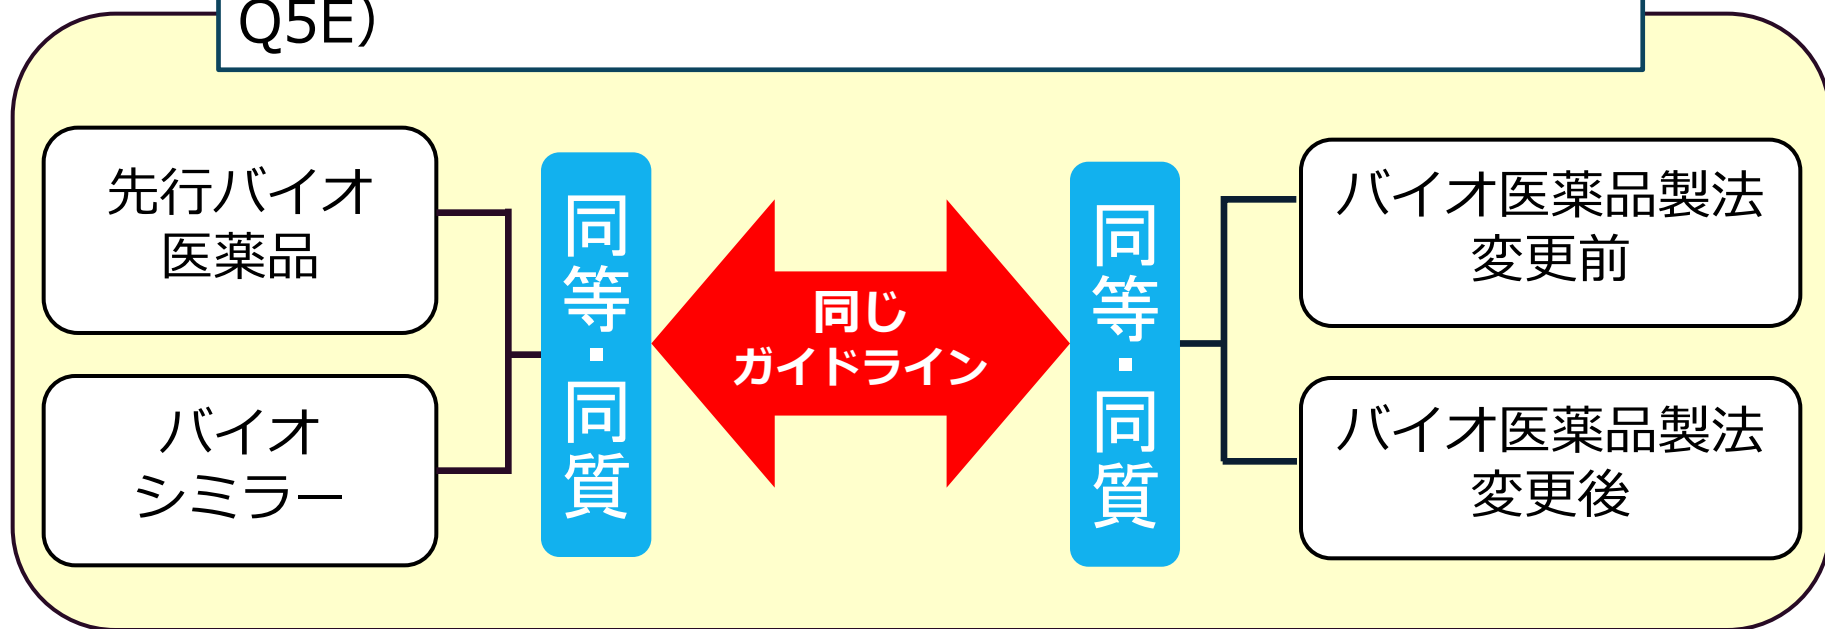 Q5E）
先行バイオ
医薬品
バイオ
シミラー
同等・同質
同じ
ガイドライン
同等・同質
バイオ医薬品製法
変更前
バイオ医薬品製法
変更後